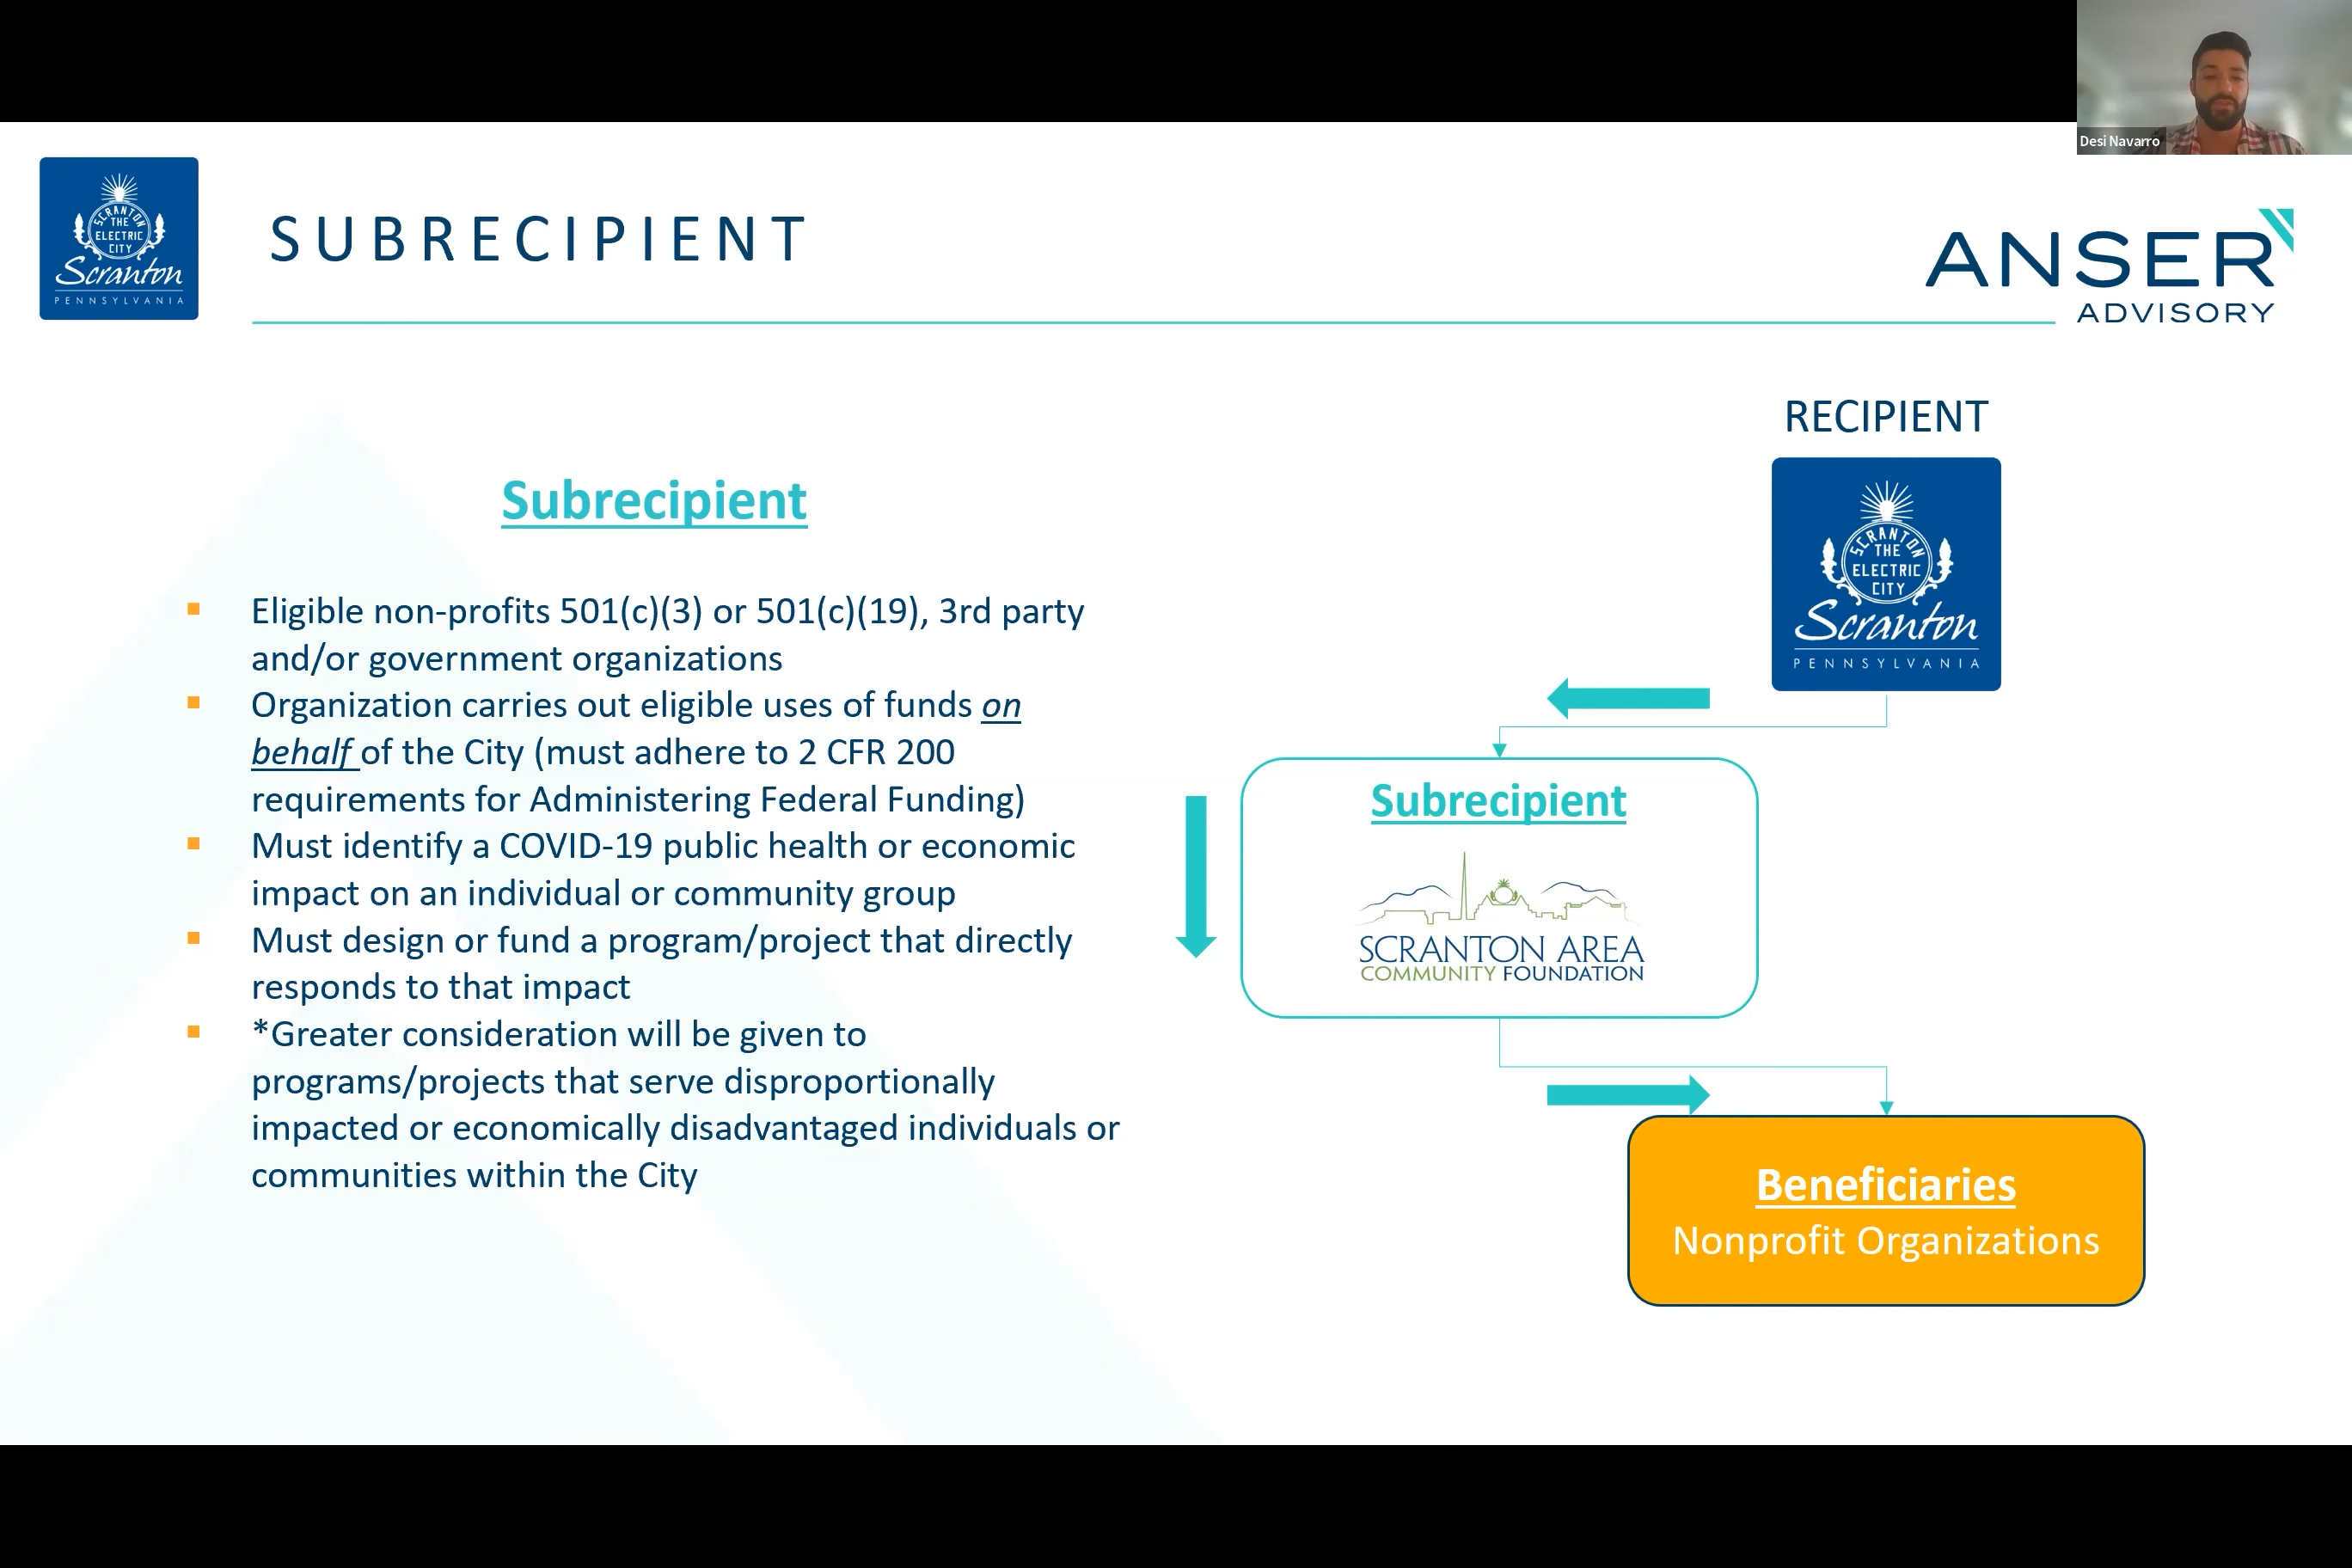 Desi Navarro
SCRANTON
THE
ELECTRIC
CITY
Scranton
PENNSYLVANIA
SUBRECIPIENT
ANSER
ADVISORY
Subrecipient
Eligible non-profits 501(c)(3) or 501(c)(19), 3rd party
and/or government organizations
Organization carries out eligible uses of funds on
behalf of the City (must adhere to 2 CFR 200
requirements for Administering Federal Funding)
Must identify a COVID-19 public health or economic
impact on an individual or community group
Must design or fund a program/project that directly
responds to that impact
*Greater consideration will be given to
programs/projects that serve disproportionally
impacted or economically disadvantaged individuals or
communities within the City
RECIPIENT
SCRANTON
THE
ELECTRIC
CITY
Scranton
PENNSYLVANIA
Subrecipient
SCRANTON AREA
COMMUNITY FOUNDATION
Beneficiaries
Nonprofit Organizations